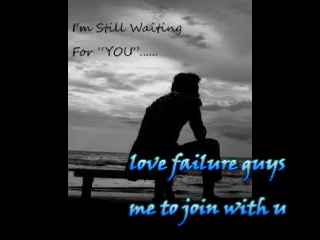 I'm Still Waiting
For "YOU"......
love failure guys
me to join with u